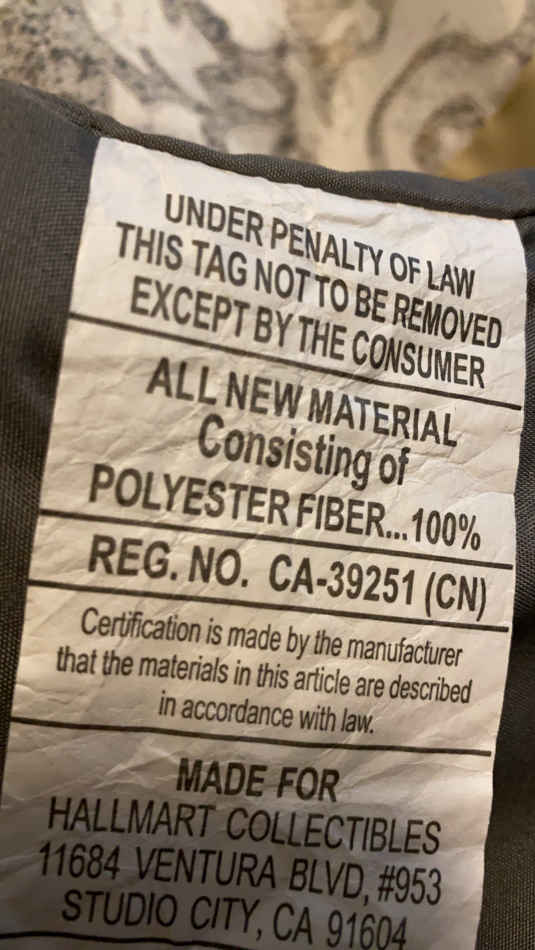 UNDER PENALTY OF LAW
THIS TAG NOT TO BE REMOVED
EXCEPT BY THE CONSUMER
ALL NEW MATERIAL
Consisting of
POLYESTER FIBER...100%
REG. NO. CA-39251 (CN)
Certification is made by the manufacturer
that the materials in this article are described
in accordance with law.
MADE FOR
HALLMART COLLECTIBLES
11684 VENTURA BLVD, #953
STUDIO CITY, CA 91604